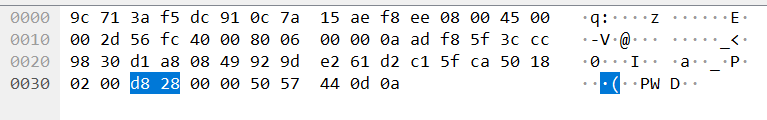 0000 9c 71 3a f5 dc 91 0c 7a 15 ae f8 ee 08 00 45 00 ·q:····z ······E·
0010 00 2d 56 fc 40 00 80 06 00 00 0a ad f8 5f 3c cc ·-V·@··· ·····_<·
0020 98 30 d1 a8 08 49 92 9d e2 61 d2 c1 5f ca 50 18 ·0···I·· ·a··_·P·
0030 02 00 d8 28 00 00 50 57 44 0d 0a ···(··PW D··